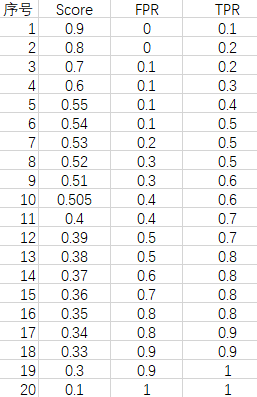 序号 Score FPR TPR
1 0.9 0 0.1
2 0.8 0 0.2
3 0.7 0.1 0.2
4 0.6 0.1 0.3
5 0.55 0.1 0.4
6 0.54 0.1 0.5
7 0.53 0.2 0.5
8 0.52 0.3 0.5
9 0.51 0.3 0.6
10 0.505 0.4 0.6
11 0.4 0.4 0.7
12 0.39 0.5 0.7
13 0.38 0.5 0.8
14 0.37 0.6 0.8
15 0.36 0.7 0.8
16 0.35 0.8 0.8
17 0.34 0.8 0.9
18 0.33 0.9 0.9
19 0.3 0.9 1
20 0.1 1 1